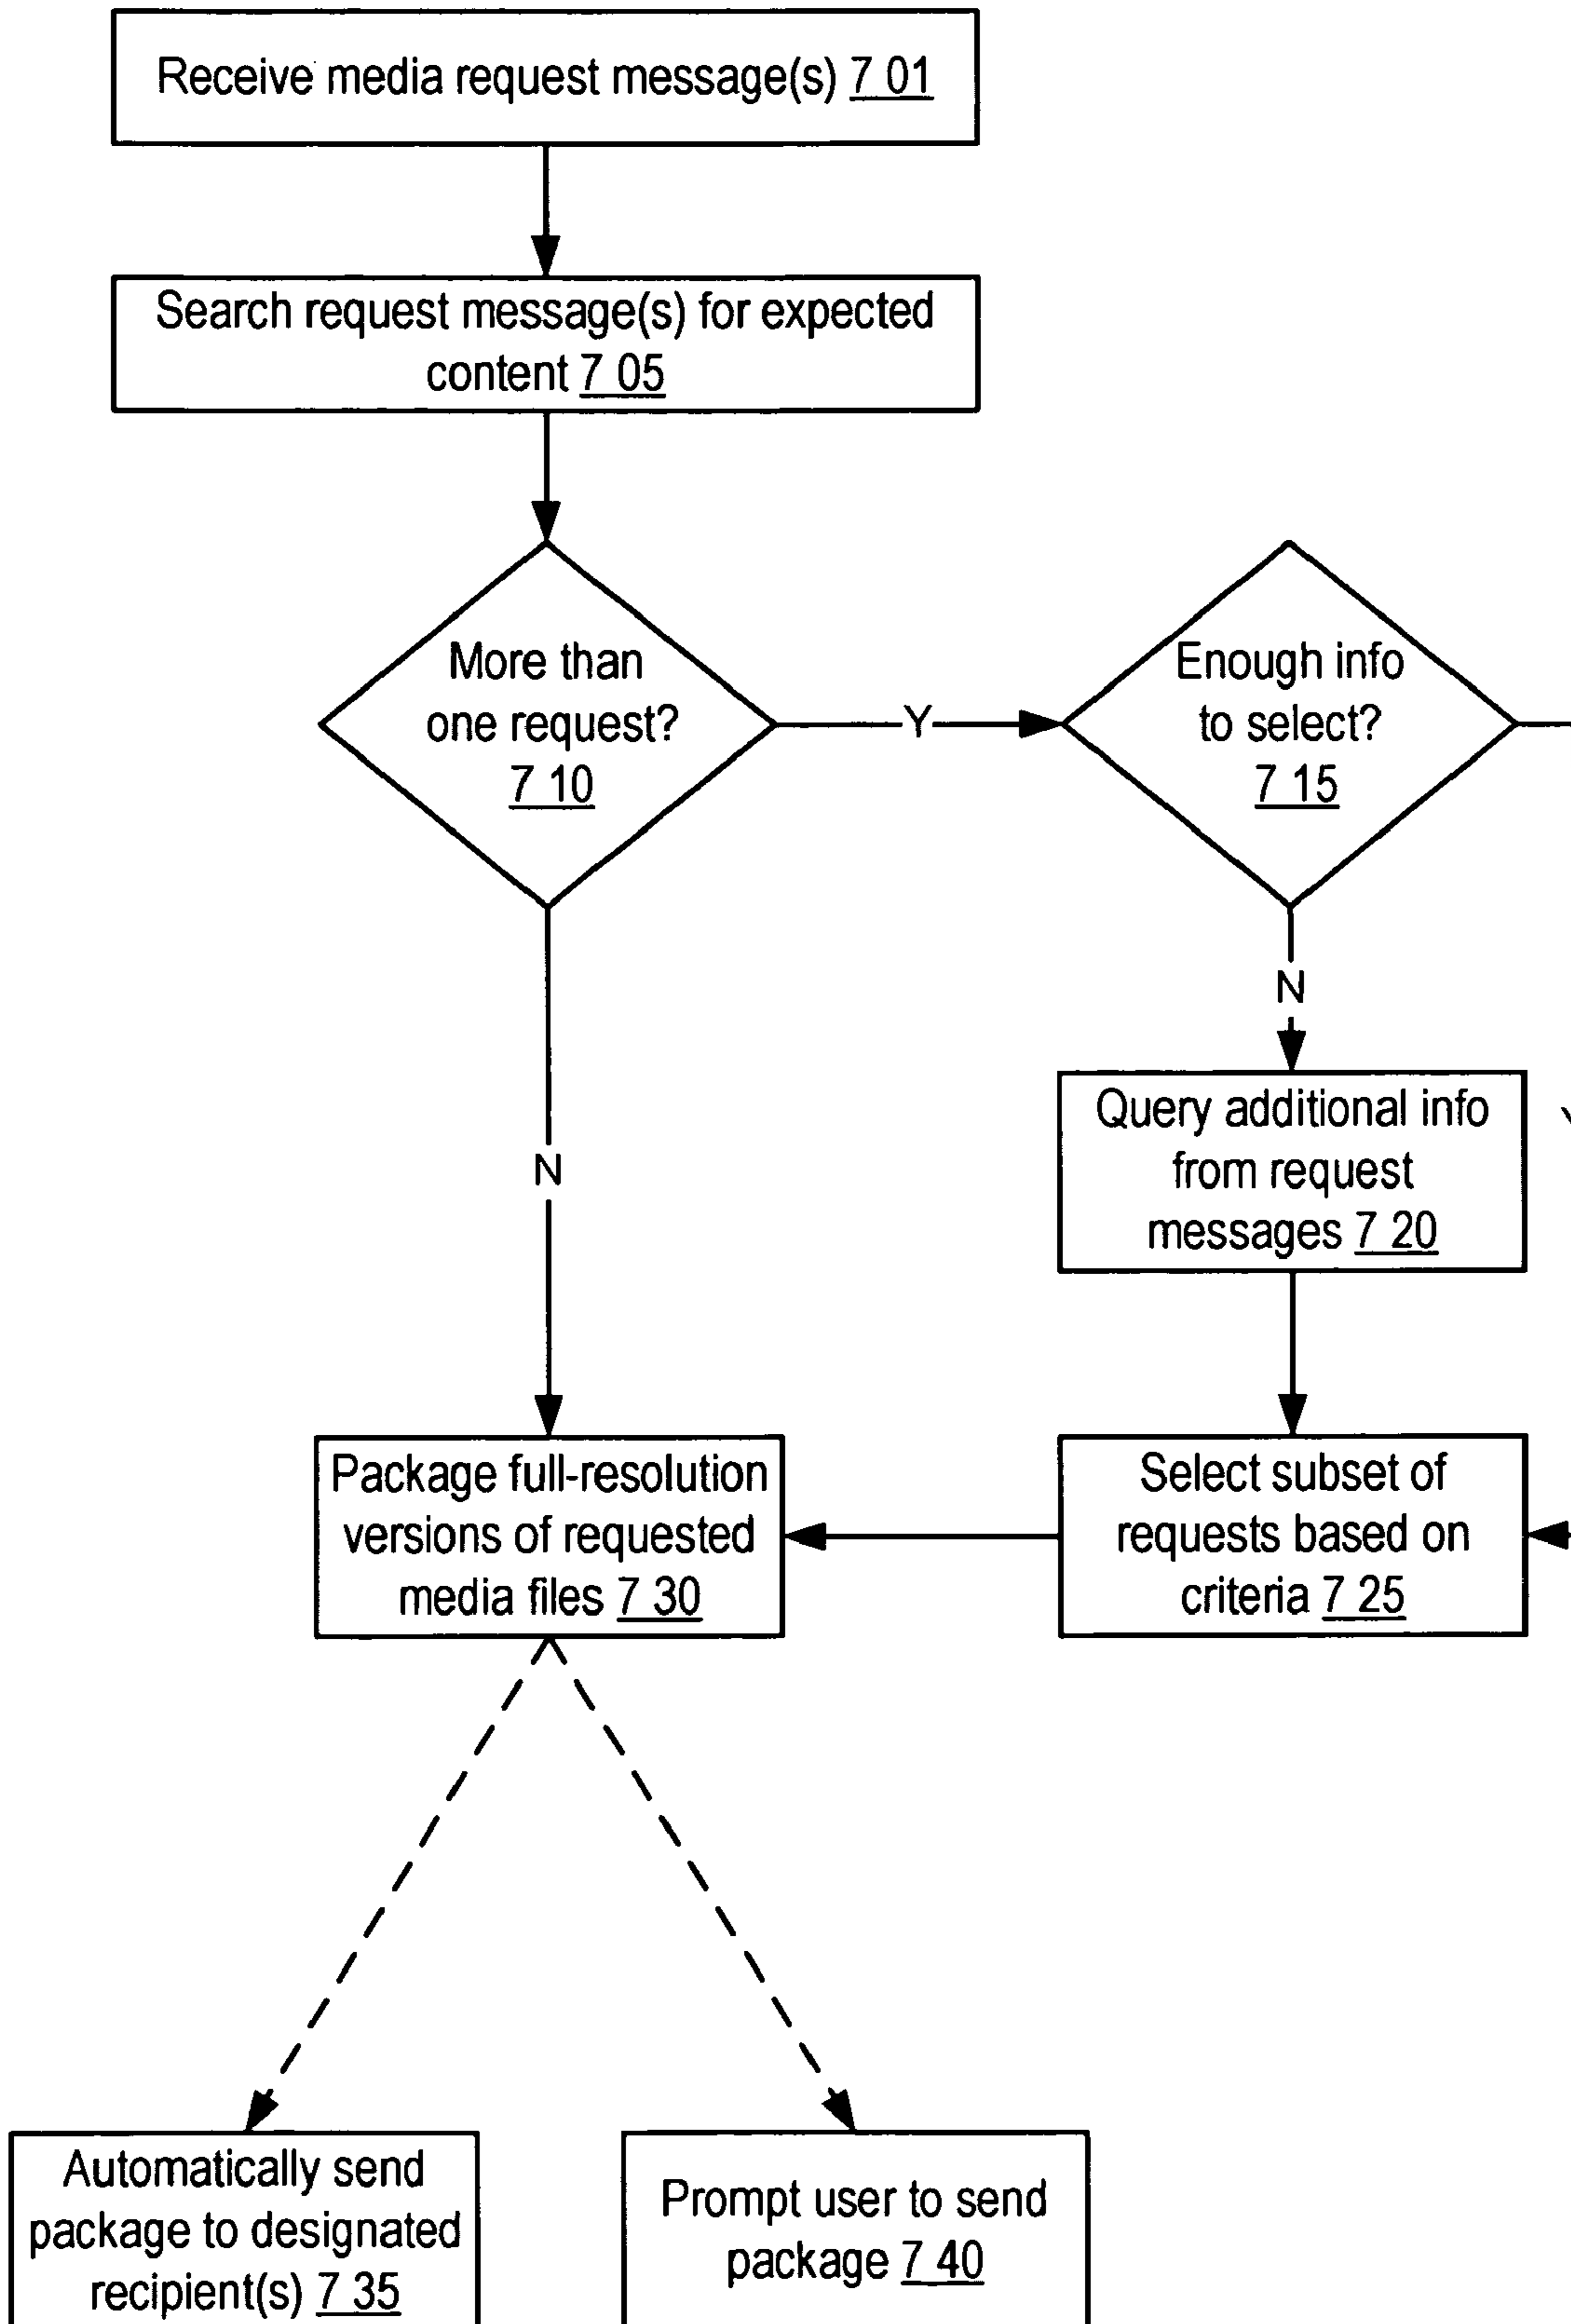 Receive media request message(s) 7 01
Search request message(s) for expected
content 7 05
More than
one request?
7 10
Y
Enough info
to select?
7 15
N
Query additional info
from request
messages 7 20
N
Package full-resolution
versions of requested
media files 7 30
Select subset of
requests based on
criteria 7 25
Automatically send
package to designated
recipient(s) 7 35
Prompt user to send
package 7 40